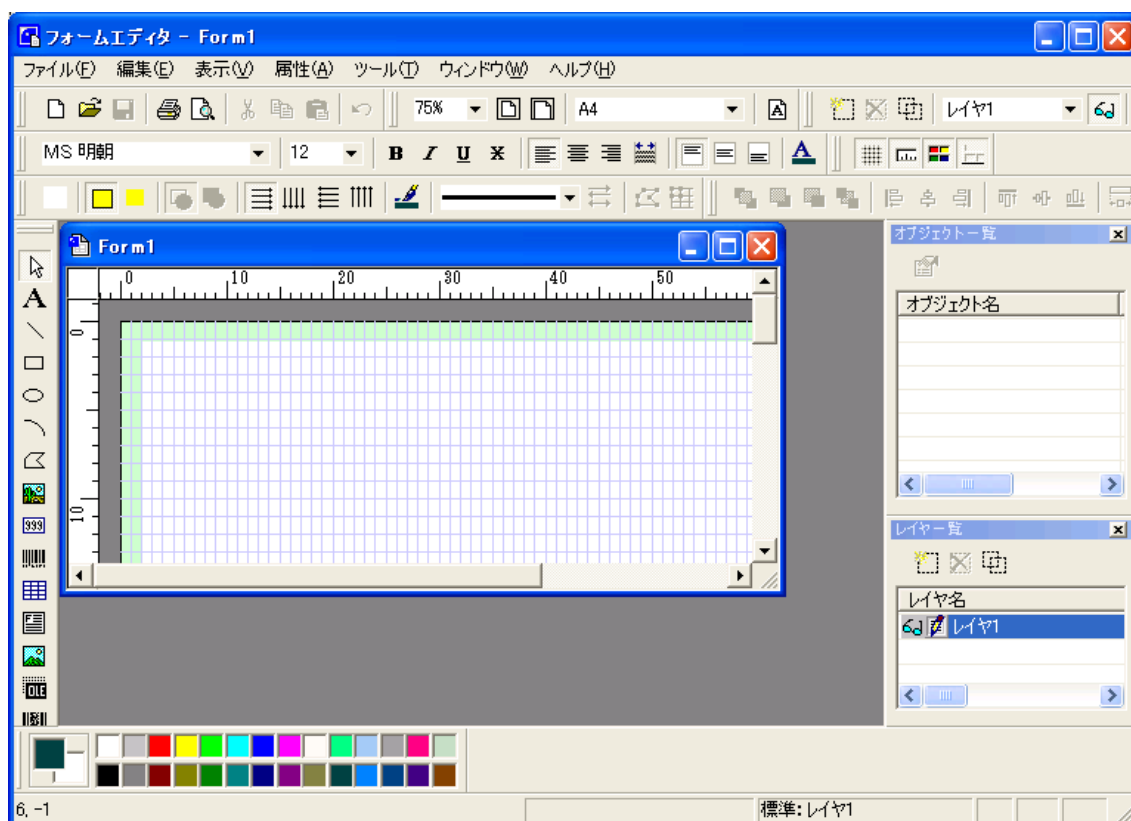 フォームエディタ - Form1
ファイル(F) 編集(E) 表示(V) 属性(A) ツール(T) ウィンドウ(W) ヘルプ(H)
75% A4 A レイヤ1
MS 明朝 12 B I U X A
Form1
0 10 20 30 40 50
0
10
A
999
OLE
オブジェクト一覧
オブジェクト名
レイヤ一覧
レイヤ名
レイヤ1
6, -1 標準: レイヤ1